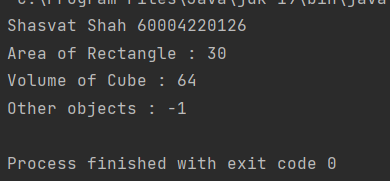 Shasvat Shah 60004220126
Area of Rectangle : 30
Volume of Cube : 64
Other objects : -1
Process finished with exit code 0